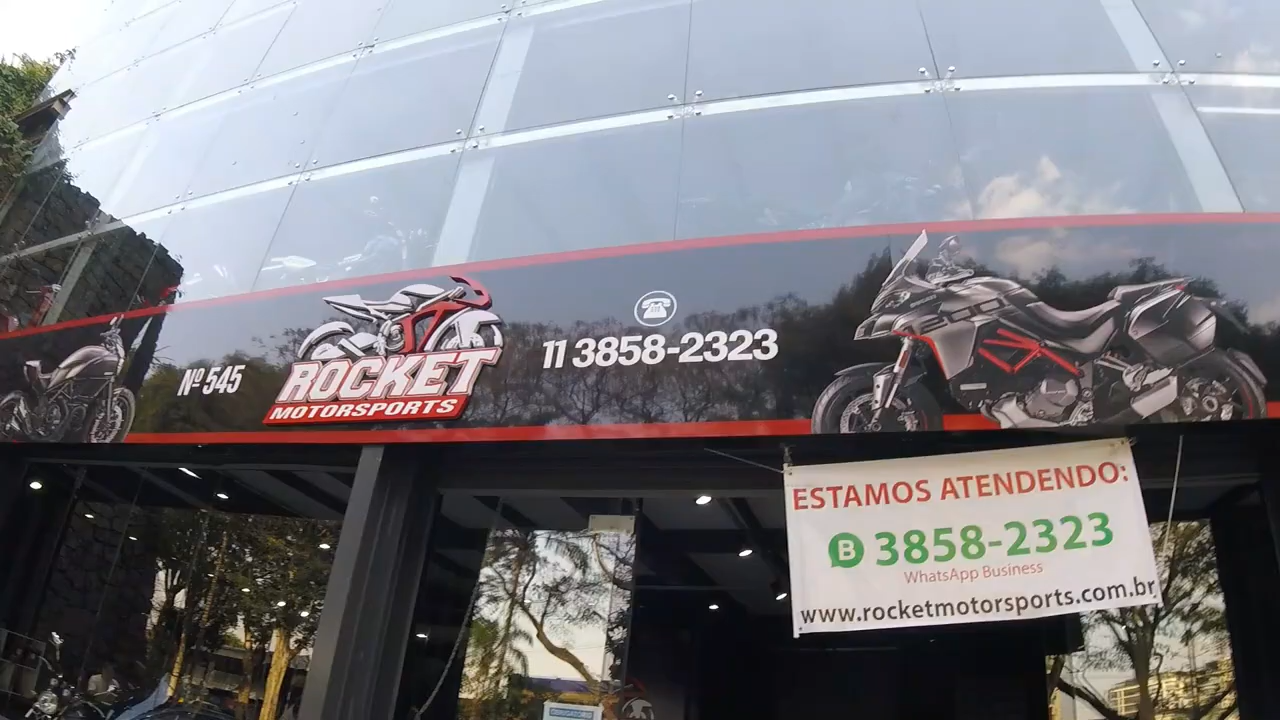 Nº 545
ROCKET
MOTORSPORTS
11 3858-2323
ESTAMOS ATENDENDO:
B 3858-2323
WhatsApp Business
www.rocketmotorsports.com.br